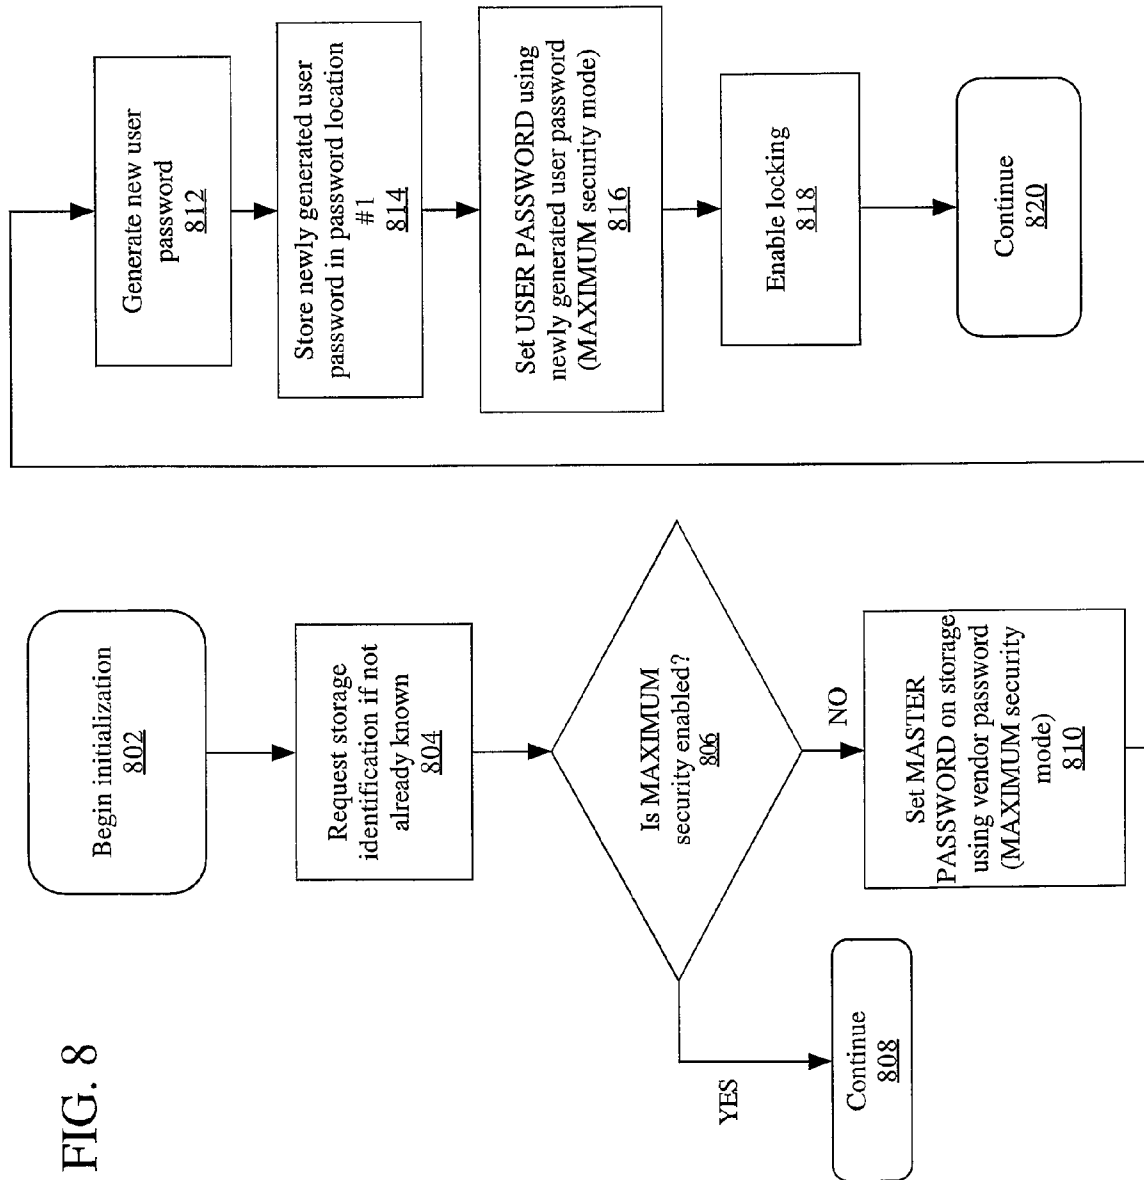 FIG. 8
Begin initialization
802
Request storage
identification if not
already known
804
Is MAXIMUM
security enabled?
806
YES
Continue
808
NO
Set MASTER
PASSWORD on storage
using vendor password
(MAXIMUM security
mode)
810
Generate new user
password
812
Store newly generated user
password in password location
#1
814
Set USER PASSWORD using
newly generated user password
(MAXIMUM security mode)
816
Enable locking
818
Continue
820